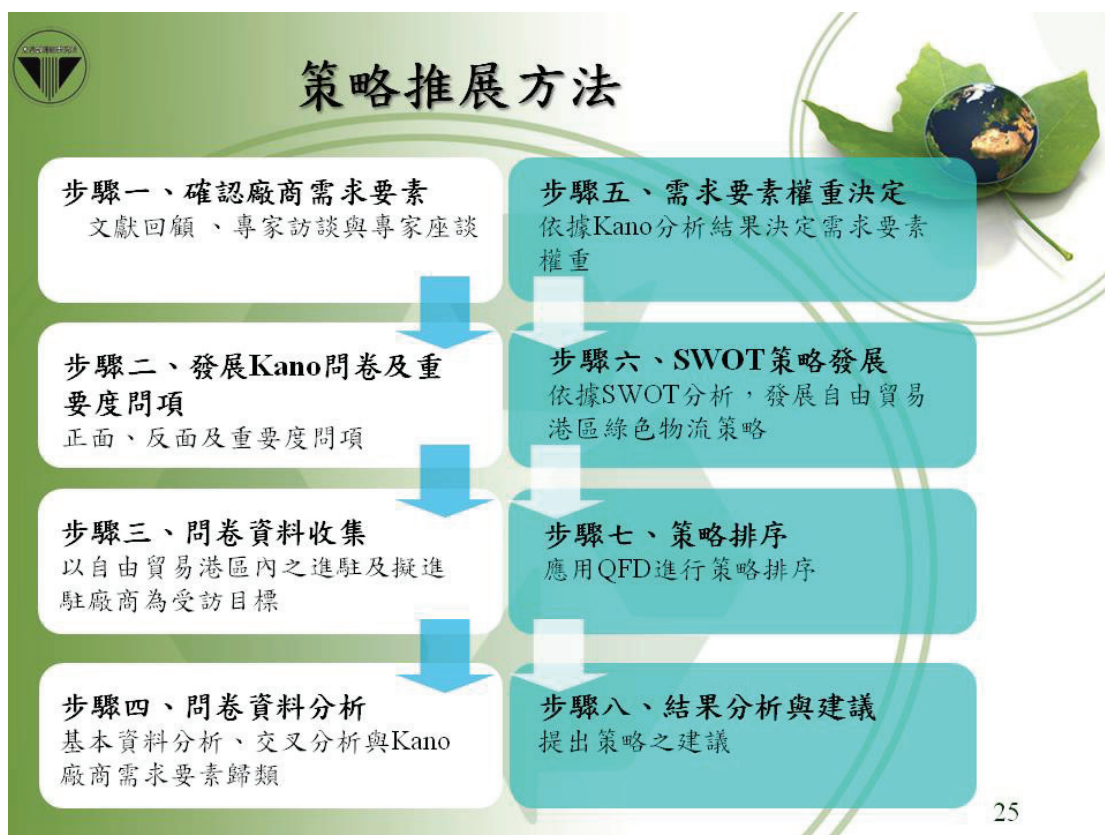 策略推展方法
步驟一、確認廠商需求要素
文獻回顧、專家訪談與專家座談
步驟二、發展Kano問卷及重
要度問項
正面、反面及重要度問項
步驟三、問卷資料收集
以自由貿易港區內之進駐及擬進
駐廠商為受訪目標
步驟四、問卷資料分析
基本資料分析、交叉分析與Kano
廠商需求要素歸類
步驟五、需求要素權重決定
依據Kano分析結果決定需求要素
權重
步驟六、SWOT策略發展
依據SWOT分析，發展自由貿易
港區綠色物流策略
步驟七、策略排序
應用QFD進行策略排序
步驟八、結果分析與建議
提出策略之建議
25